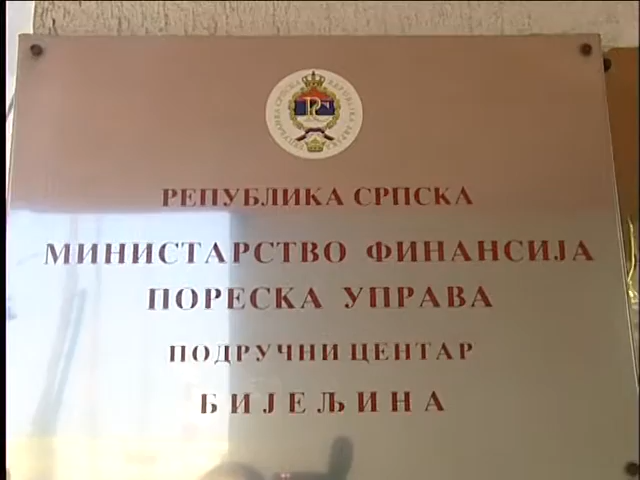 РЕПУБЛИКА СРПСКА
МИНИСТАРСТВО ФИНАНСИЈА
ПОРЕСКА УПРАВА
ПОДРУЧНИ ЦЕНТАР
БИЈЕЉИНА